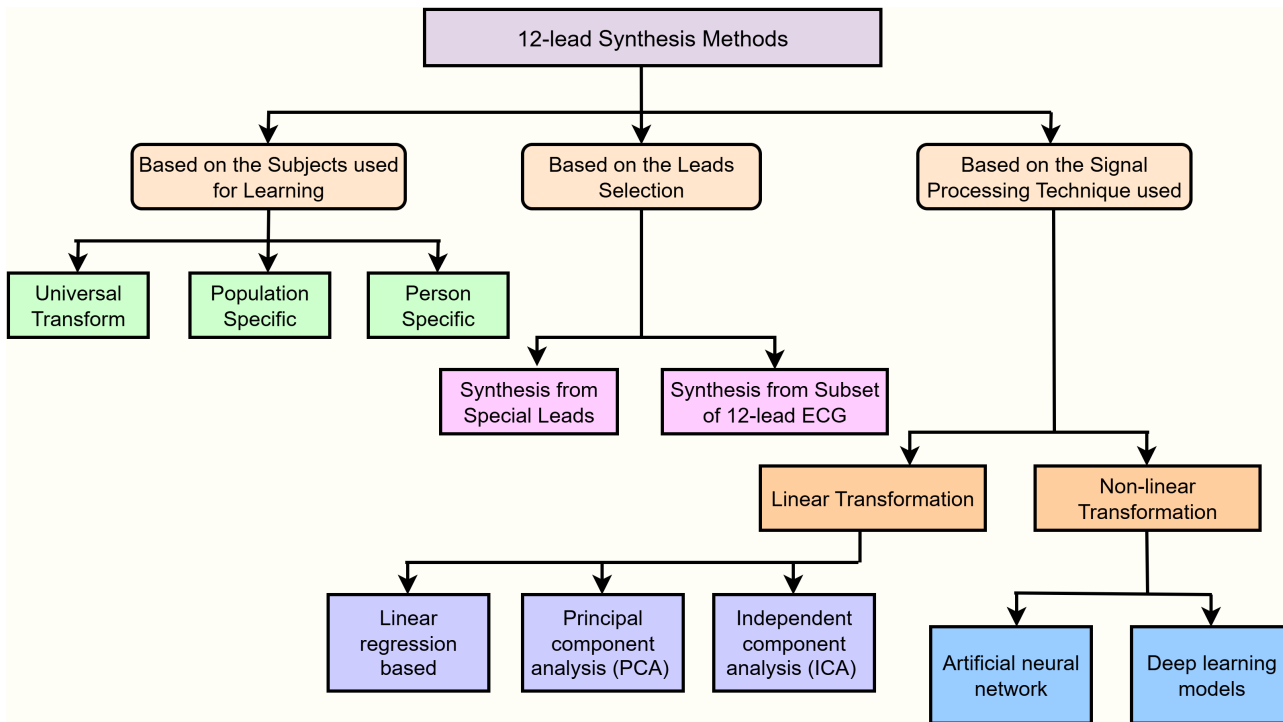 12-lead Synthesis Methods
Based on the Subjects used
for Learning
Based on the Leads
Selection
Based on the Signal
Processing Technique used
Universal
Transform
Population
Specific
Person
Specific
Synthesis from
Special Leads
Synthesis from Subset
of 12-lead ECG
Linear Transformation
Non-linear
Transformation
Linear
regression
based
Principal
component
analysis (PCA)
Independent
component
analysis (ICA)
Artificial neural
network
Deep learning
models